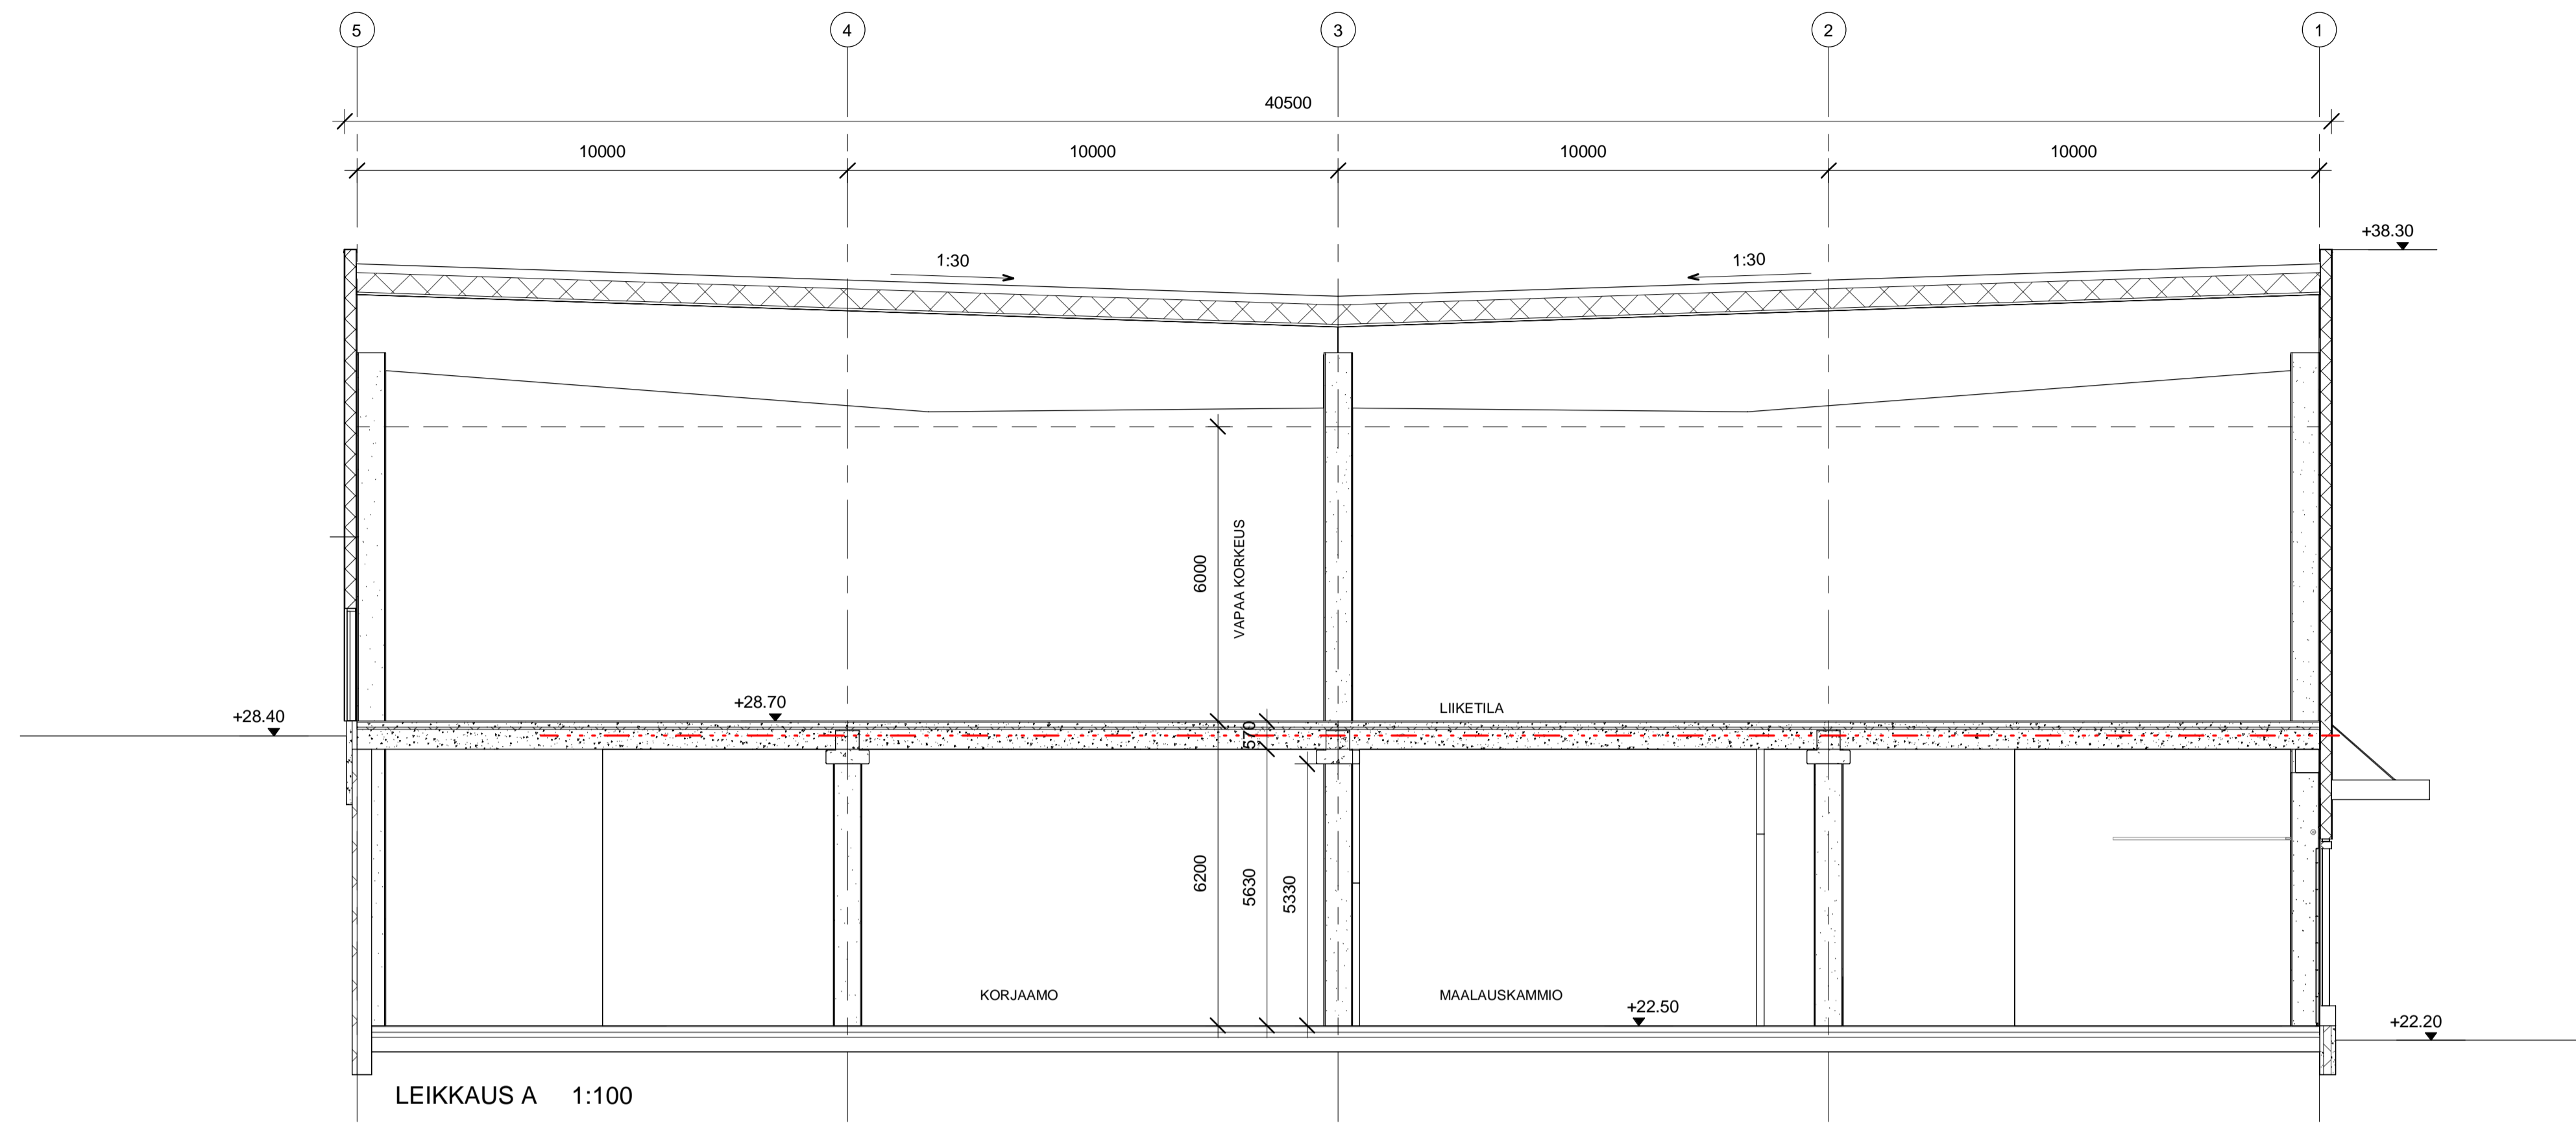 5 4 3 2 1
40500
10000 10000 10000 10000
+38.30
1:30 1:30
6000
VAPAA KORKEUS
+28.40
+28.70
LIIKETILA
570
6200
5630
5330
KORJAAMO
MAALAUSKAMMIO
+22.50
+22.20
LEIKKAUS A 1:100